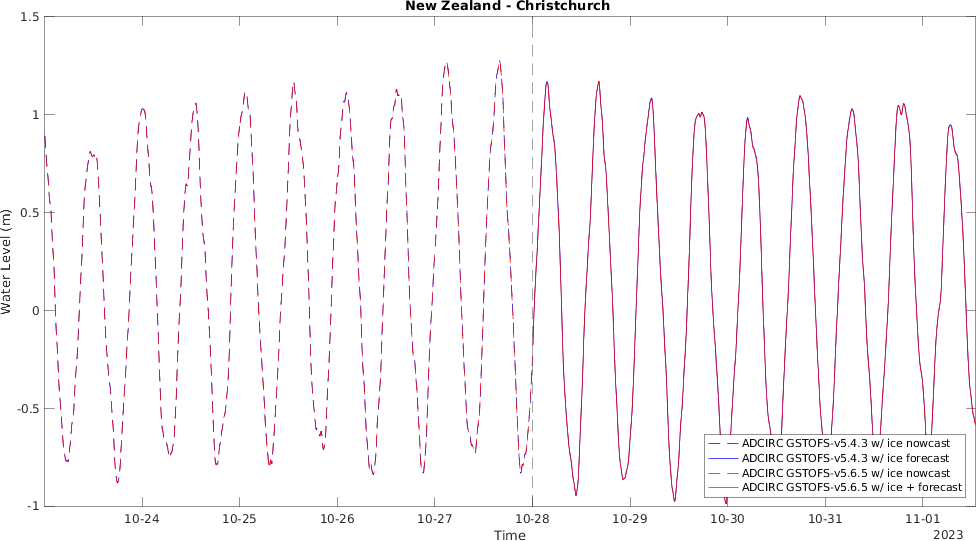 New Zealand - Christchurch
1.5
1
0.5
0
-0.5
-1
Water Level (m)
10-24
10-25
10-26
10-27
10-28
10-29
10-30
10-31
11-01
Time
2023
ADCIRC GSTOFS-v5.4.3 w/ ice nowcast
ADCIRC GSTOFS-v5.4.3 w/ ice forecast
ADCIRC GSTOFS-v5.6.5 w/ ice nowcast
ADCIRC GSTOFS-v5.6.5 w/ ice + forecast